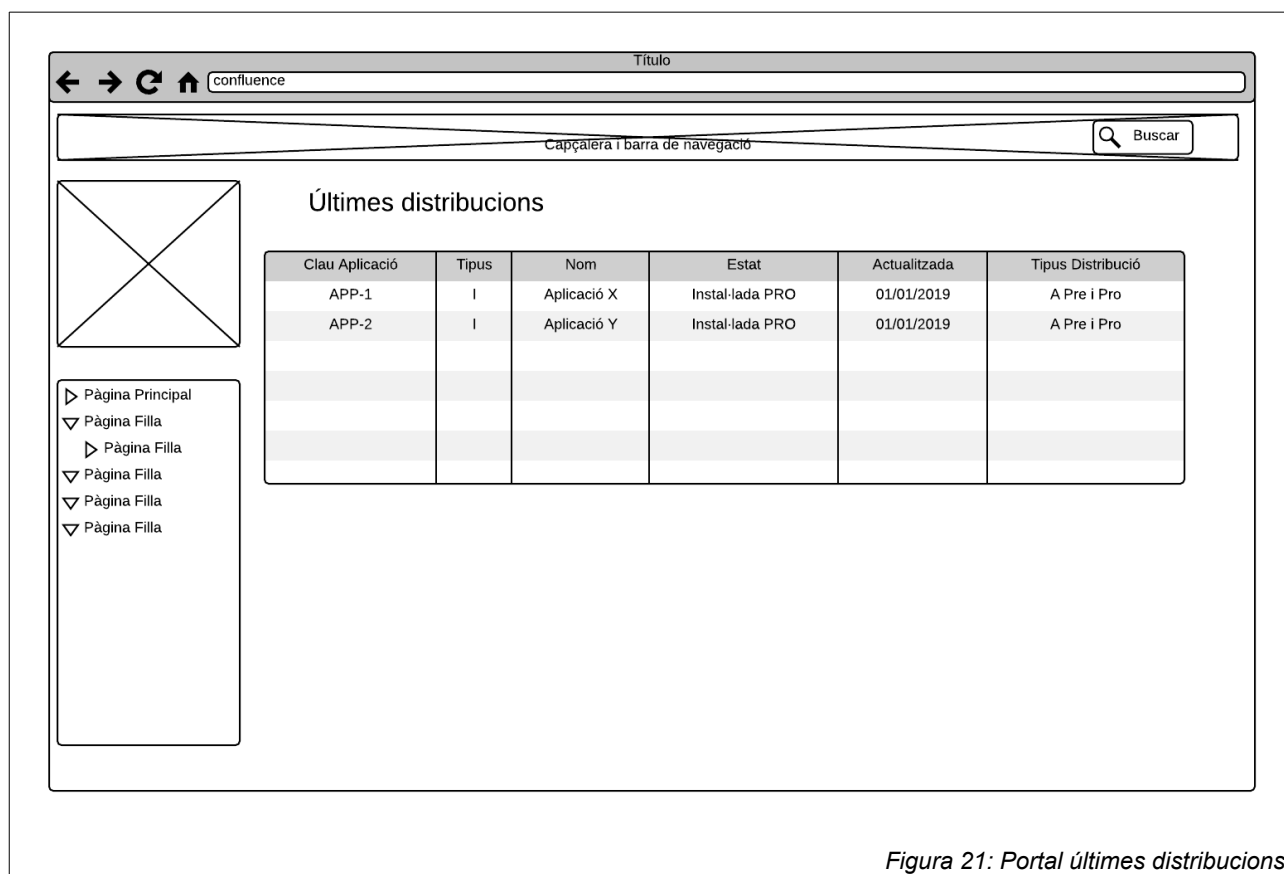 Título
confluence
Capçalera i barra de navegació
Buscar
Últimes distribucions
Clau Aplicació Tipus Nom Estat Actualitzada Tipus Distribució
APP-1 I Aplicació X Instal·lada PRO 01/01/2019 A Pre i Pro
APP-2 I Aplicació Y Instal·lada PRO 01/01/2019 A Pre i Pro
Pàgina Principal
Pàgina Filla
Pàgina Filla
Pàgina Filla
Pàgina Filla
Pàgina Filla
Figura 21: Portal últimes distribucions